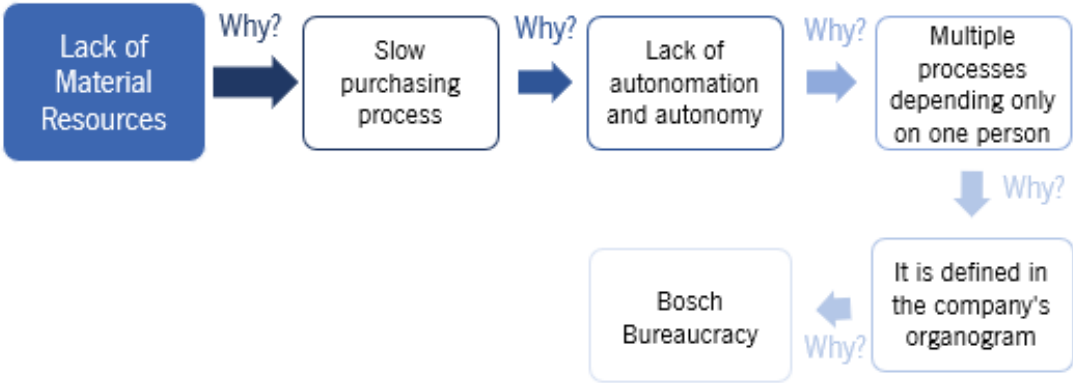 Lack of
Material
Resources
Why?
Slow
purchasing
process
Why?
Lack of
autonomation
and autonomy
Why?
Multiple
processes
depending only
on one person
Why?
It is defined in
the company's
organogram
Why?
Bosch
Bureaucracy